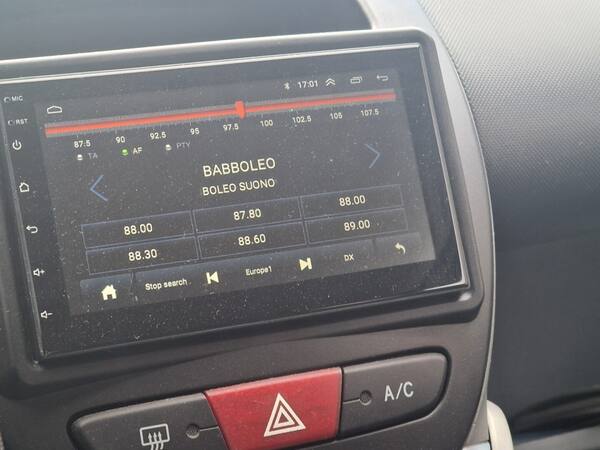 MIC
17:01
RST
87.5 90 92.5 95 97.5 100 102.5 105 107.5
TA AF PTY
BABBOLEO
BOLEO SUONO
88.00 87.80 88.00
88.30 88.60 89.00
Stop search Europe1 DX
A/C